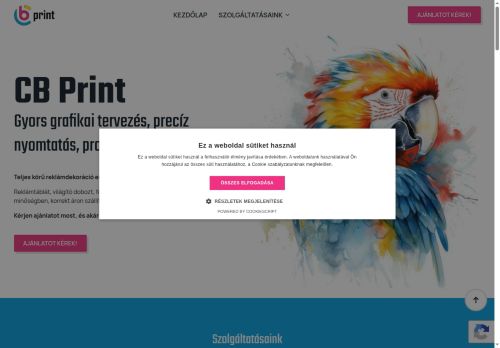 b print
KEZDŐLAP
SZOLGÁLTATÁSAINK
AJÁNLATOT KÉREK!
CB Print
Gyors grafikai tervezés, precíz
nyomtatás, pro
Teljes körű reklámdekoráció e
Reklámtáblát, világító dobozt, f
minőségben, korrekt áron szállít
Kérjen ajánlatot most, és akár
AJÁNLATOT KÉREK!
Ez a weboldal sütiket használ
Ez a weboldal sütiket használ a felhasználói élmény javítása érdekében. A weboldalunk használatával Ön
hozzájárul az összes süti használatához, a Cookie szabályzatunknak megfelelően.
ÖSSZES ELFOGADÁSA
RÉSZLETEK MEGJELENÍTÉSE
POWERED BY COOKIESCRIPT
Szolgáltatásaink